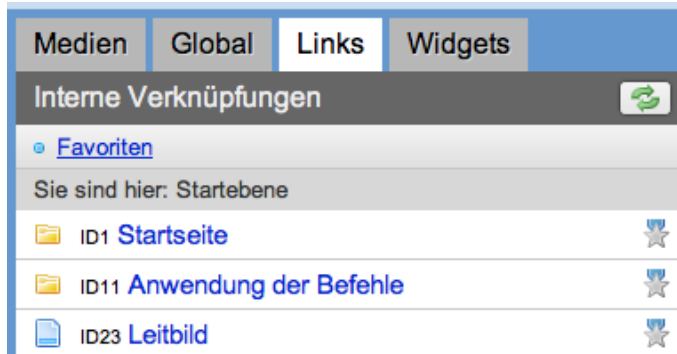 Medien Global Links Widgets
Interne Verknüpfungen
Favoriten
Sie sind hier: Startebene
ID1 Startseite
ID11 Anwendung der Befehle
ID23 Leitbild